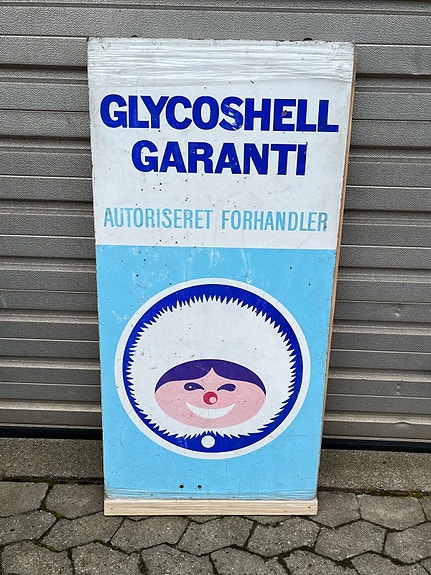 GLYCOSHELL
GARANTI
AUTORISERET FORHANDLER